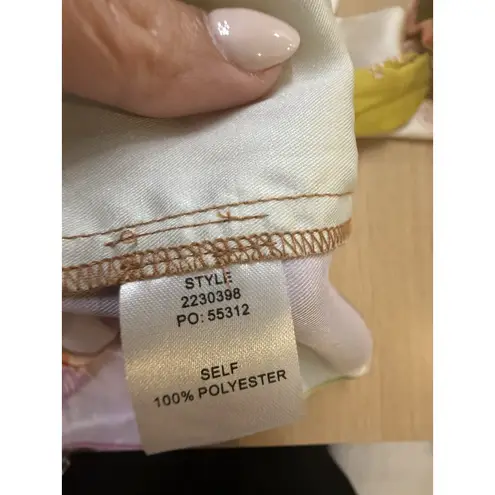 STYLE
2230398
PO: 55312
SELF
100% POLYESTER